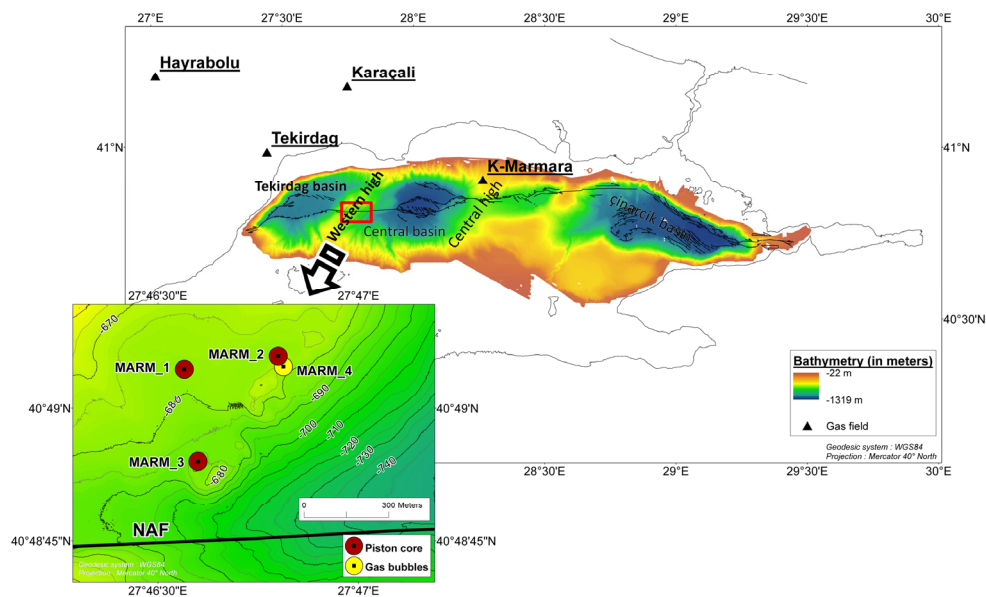 27°E 27°30'E 28°E 28°30'E 29°E 29°30'E 30°E
Hayrabolu
Karaçali
Tekirdag
41°N
41°N
K-Marmara
Tekirdag basin
Western high
Central basin
Central high
çinarcik basin
27°46'30"E 27°47'E
40°30'N
-670
MARM_1
MARM_2
MARM_4
-690
-680
40°49'N
40°49'N
-700
-710
-720
-730
-740
MARM_3
-680
0 300 Meters
NAF
40°48'45"N
40°48'45"N
Piston core
Gas bubbles
Geodesic system : WGS84
Projection : Mercator 40° North
27°46'30"E 27°47'E
Bathymetry (in meters)
-22 m
-1319 m
Gas field
Geodesic system : WGS84
Projection : Mercator 40° North
28°30'E 29°E 29°30'E 30°E